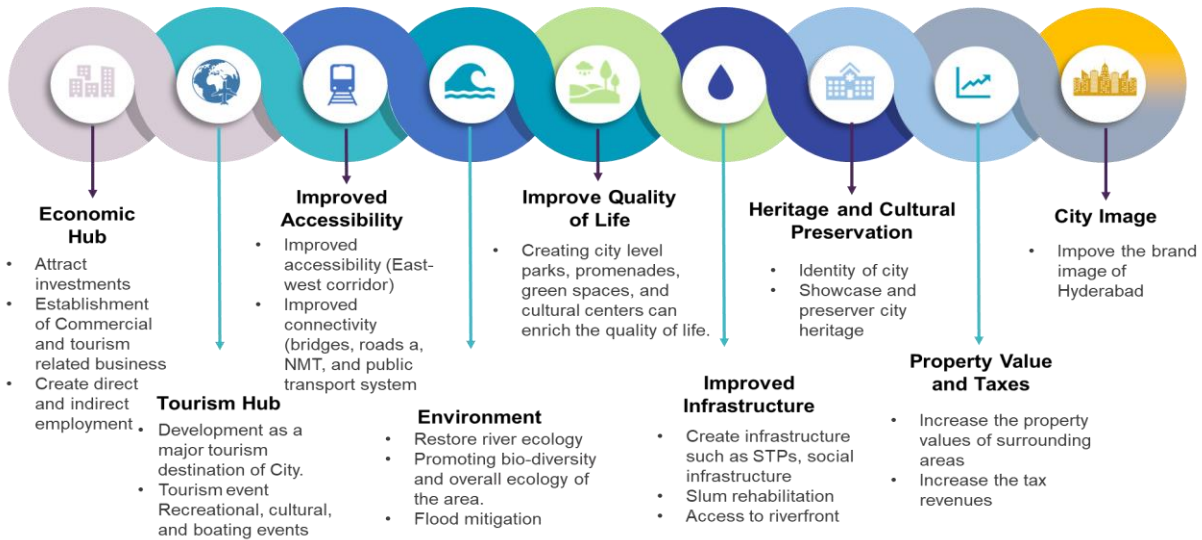 Economic
Hub
• Attract
investments
• Establishment
of Commercial
and tourism
related business
• Create direct
and indirect
employment
Tourism Hub
• Development as a
major tourism
destination of City.
• Tourism event
Recreational, cultural,
and boating events
Improved
Accessibility
• Improved
accessibility (East-
west corridor)
• Improved
connectivity
(bridges, roads a,
NMT, and public
transport system
Environment
• Restore river ecology
• Promoting bio-diversity
and overall ecology of
the area.
• Flood mitigation
Improve Quality
of Life
• Creating city level
parks, promenades,
green spaces, and
cultural centers can
enrich the quality of life.
Improved
Infrastructure
• Create infrastructure
such as STPs, social
infrastructure
• Slum rehabilitation
• Access to riverfront
Heritage and Cultural
Preservation
• Identity of city
• Showcase and
preserver city
heritage
Property Value
and Taxes
• Increase the property
values of surrounding
areas
• Increase the tax
revenues
City Image
• Impove the brand
image of
Hyderabad